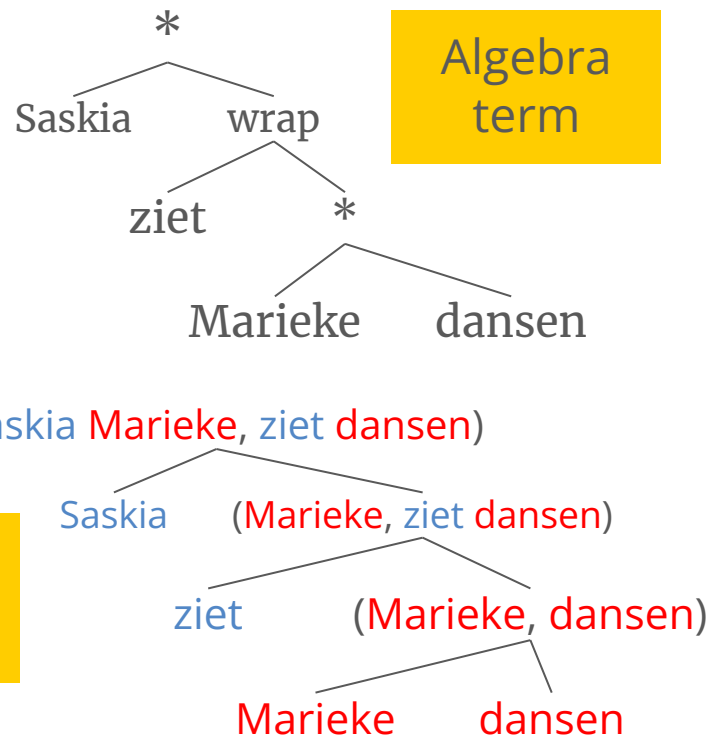 *
Algebra
term
Saskia wrap
ziet *
Marieke dansen
askia Marieke, ziet dansen)
Saskia (Marieke, ziet dansen)
ziet (Marieke, dansen)
Marieke dansen